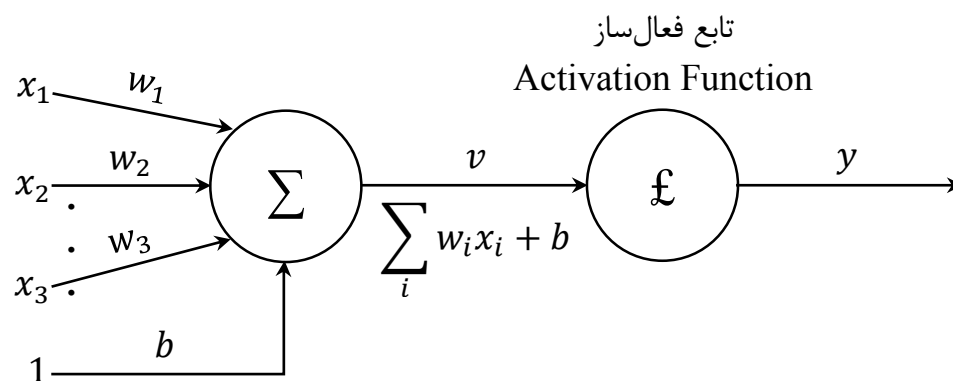 تابع فعال‌ساز
Activation Function
x₁ w₁
x₂ w₂
x₃ w₃
1 b
∑
v
∑ᵢ wᵢxᵢ + b
£
y